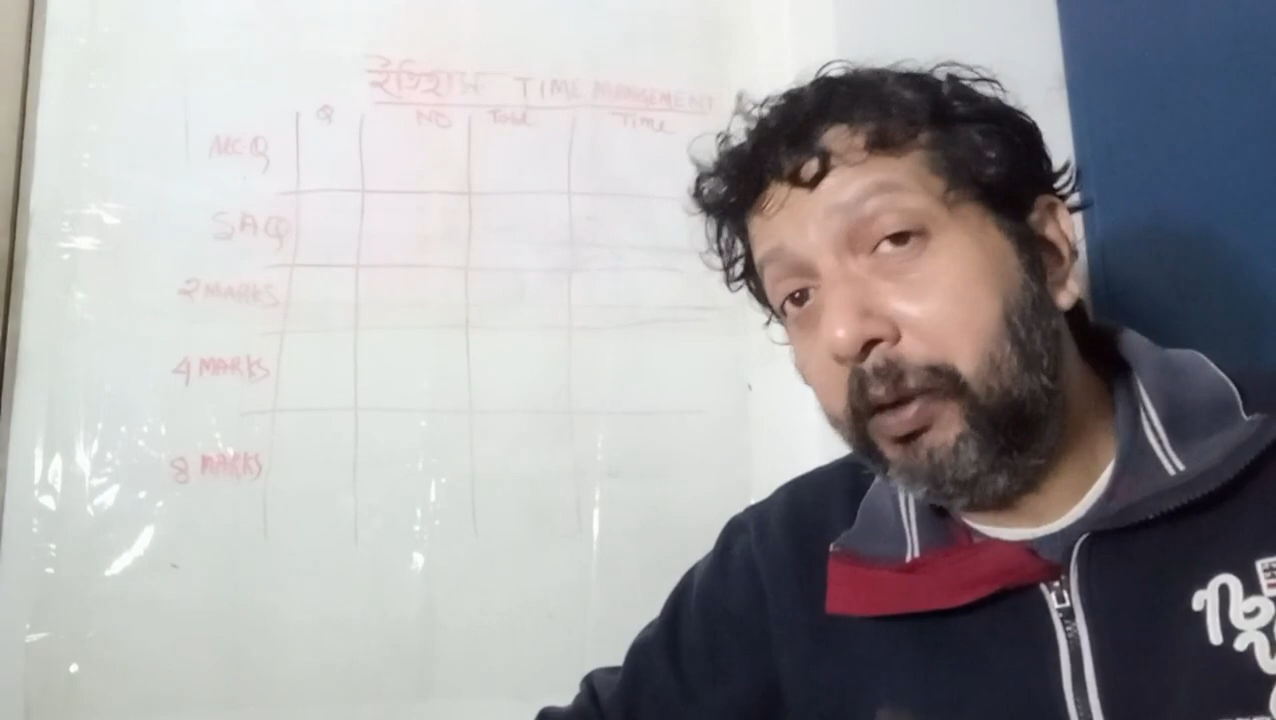 ইতিহাস TIME MANAGEMENT
Q NO Total Time
MCQ
SAQ
2 MARKS
4 MARKS
8 MARKS